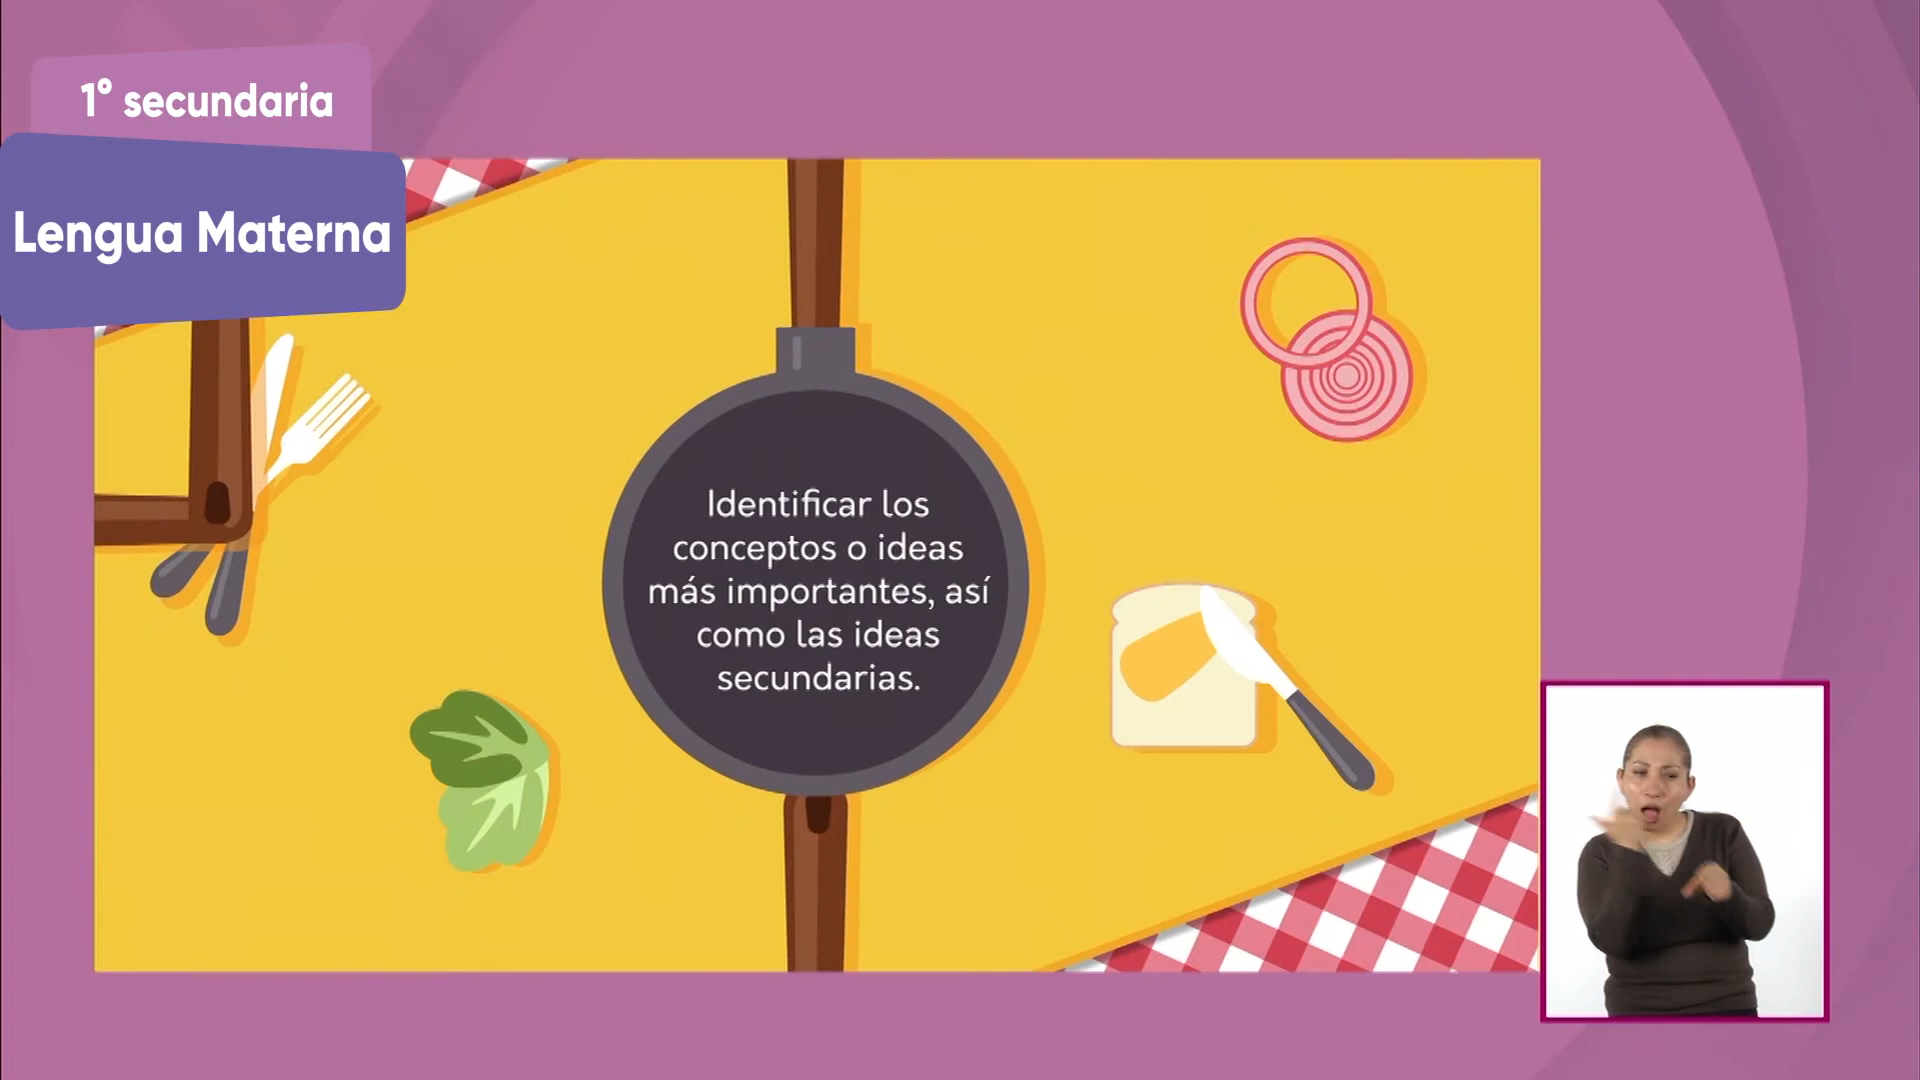 1° secundaria
Lengua Materna
Identificar los
conceptos o ideas
más importantes, así
como las ideas
secundarias.